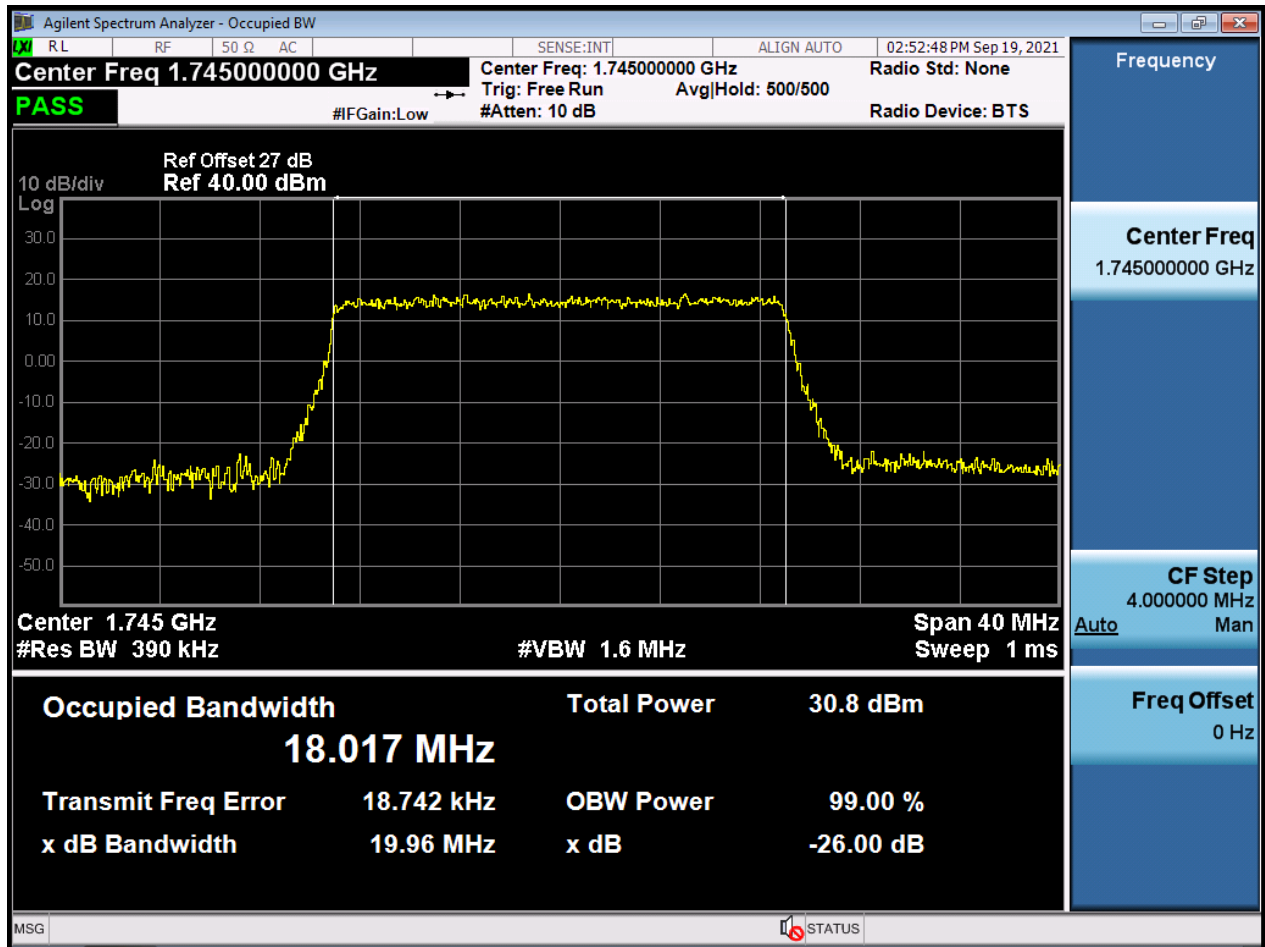 Agilent Spectrum Analyzer - Occupied BW
LXI RL RF 50 Ω AC SENSE:INT ALIGN AUTO 02:52:48 PM Sep 19, 2021
Center Freq 1.745000000 GHz
Center Freq: 1.745000000 GHz Radio Std: None
Trig: Free Run Avg|Hold: 500/500
PASS
#IFGain:Low #Atten: 10 dB Radio Device: BTS
Ref Offset 27 dB
10 dB/div Ref 40.00 dBm
Log
30.0
20.0
10.0
0.00
-10.0
-20.0
-30.0
-40.0
-50.0
Center 1.745 GHz Span 40 MHz
#Res BW 390 kHz #VBW 1.6 MHz Sweep 1 ms
Occupied Bandwidth Total Power 30.8 dBm
18.017 MHz
Transmit Freq Error 18.742 kHz OBW Power 99.00 %
x dB Bandwidth 19.96 MHz x dB -26.00 dB
Frequency
Center Freq
1.745000000 GHz
CF Step
4.000000 MHz
Auto Man
Freq Offset
0 Hz
MSG STATUS